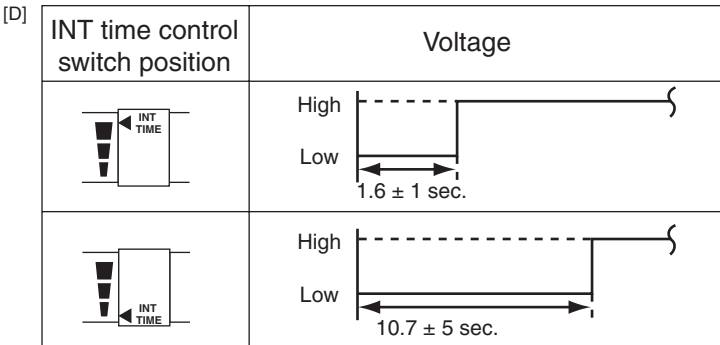 [D]
INT time control
switch position
Voltage
INT
TIME
High
Low
1.6 ± 1 sec.
INT
TIME
High
Low
10.7 ± 5 sec.